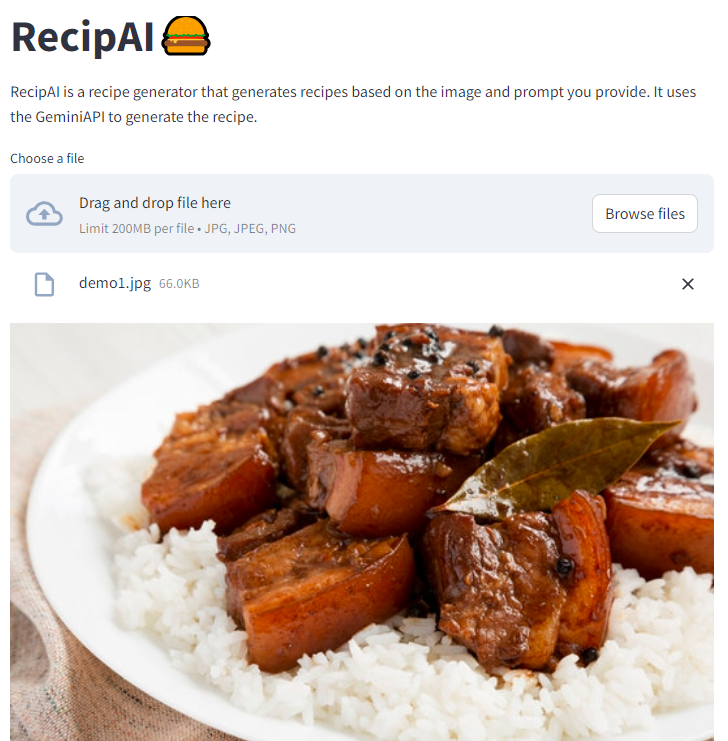 RecipAI
RecipAI is a recipe generator that generates recipes based on the image and prompt you provide. It uses
the GeminiAPI to generate the recipe.
Choose a file
Drag and drop file here
Limit 200MB per file • JPG, JPEG, PNG
Browse files
demo1.jpg 66.0KB